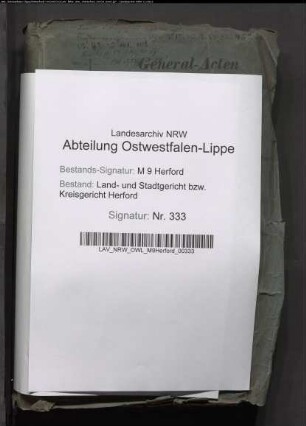 General-Acten
Landesarchiv NRW
Abteilung Ostwestfalen-Lippe
Bestands-Signatur: M 9 Herford
Bestand: Land- und Stadtgericht bzw.
Kreisgericht Herford
Signatur: Nr. 333
LAV_NRW_OWL_M9Herford_00333